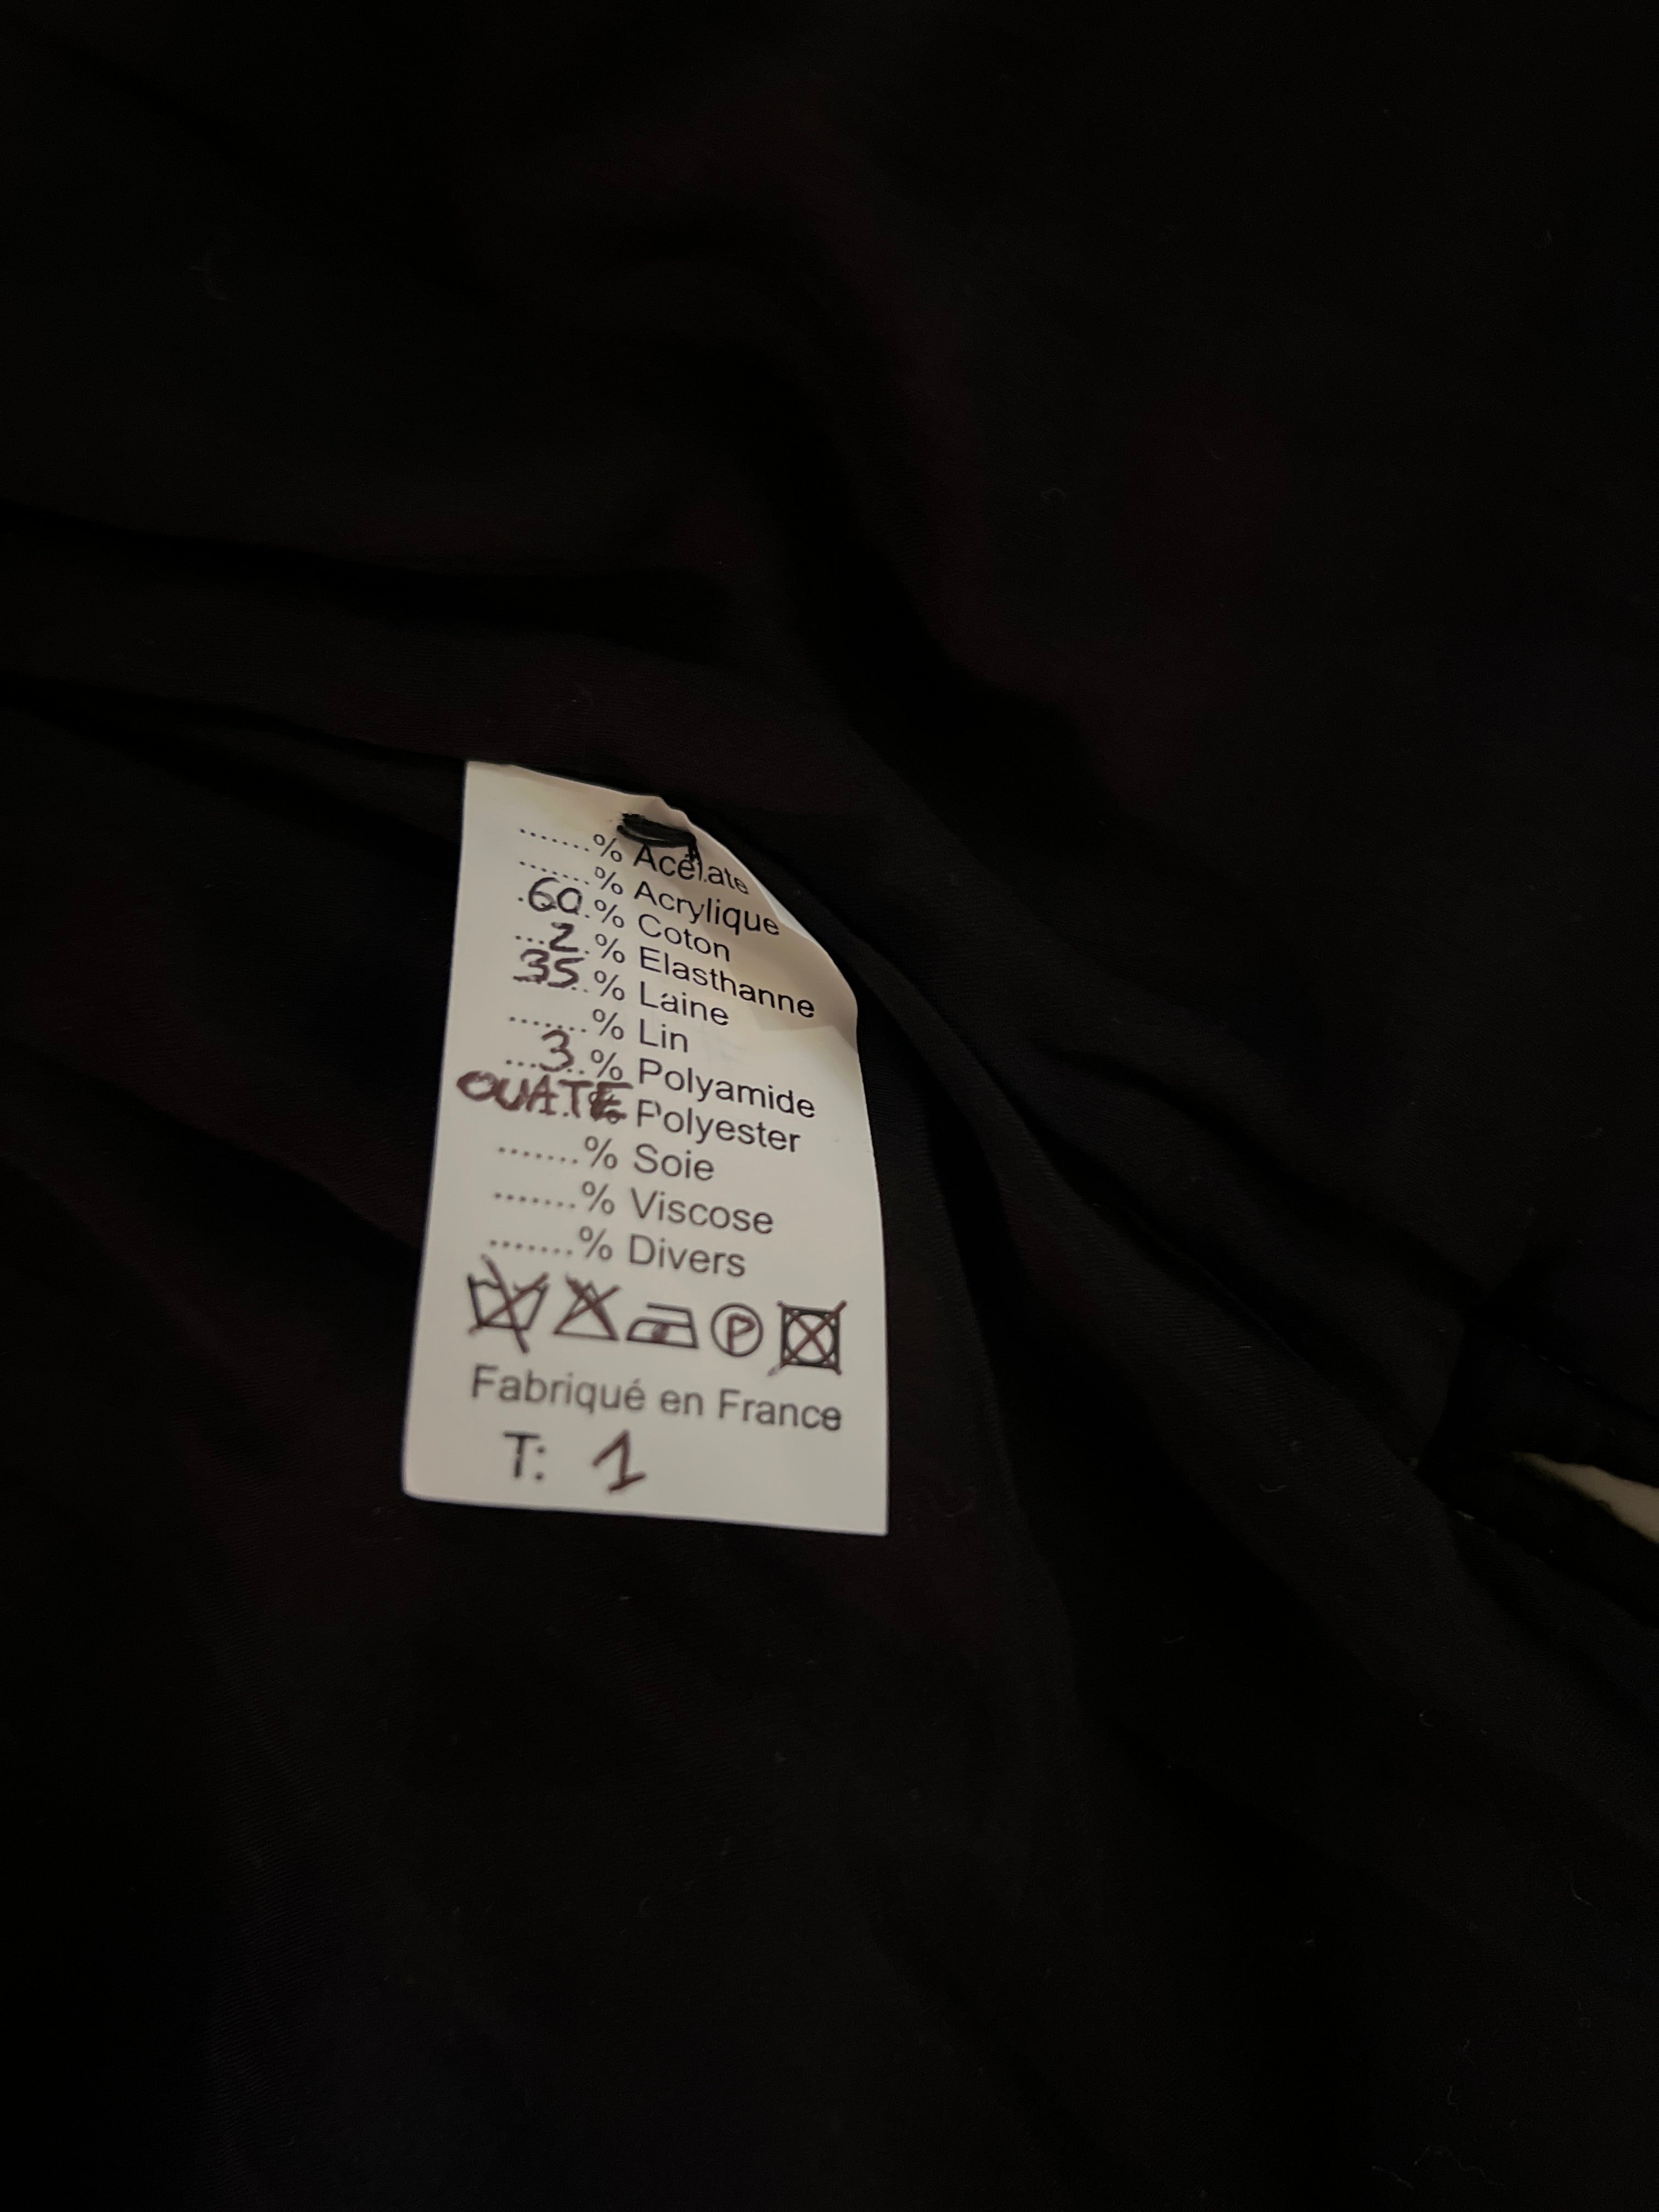 .......% Acétate
.......% Acrylique
.60.% Coton
...2.% Elasthanne
35..% Laine
.......% Lin
...3..% Polyamide
OUATE % Polyester
.......% Soie
.......% Viscose
.......% Divers
P
Fabriqué en France
T: 1